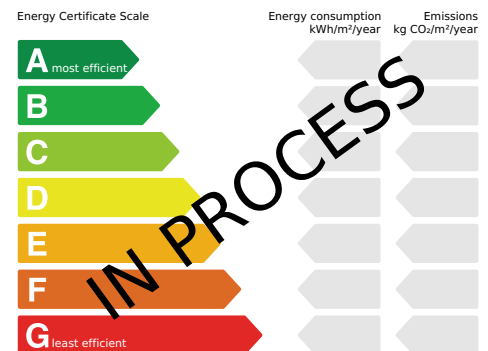 Energy Certificate Scale
Energy consumption
kWh/m²/year
Emissions
kg CO₂/m²/year
A most efficient
B
C
D
E
F
G least efficient
IN PROCESS